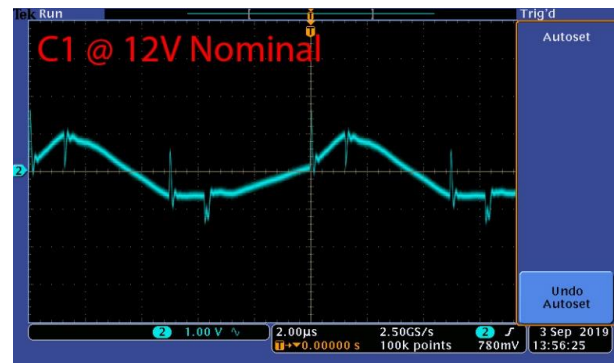 Tek Run Trig'd
T
T
C1 @ 12V Nominal
Autoset
2
Undo
Autoset
2 1.00 V ∿ 2.00µs 2.50GS/s 2 ʃ 3 Sep 2019
T→▼0.00000 s 100k points 780mV 13:56:25